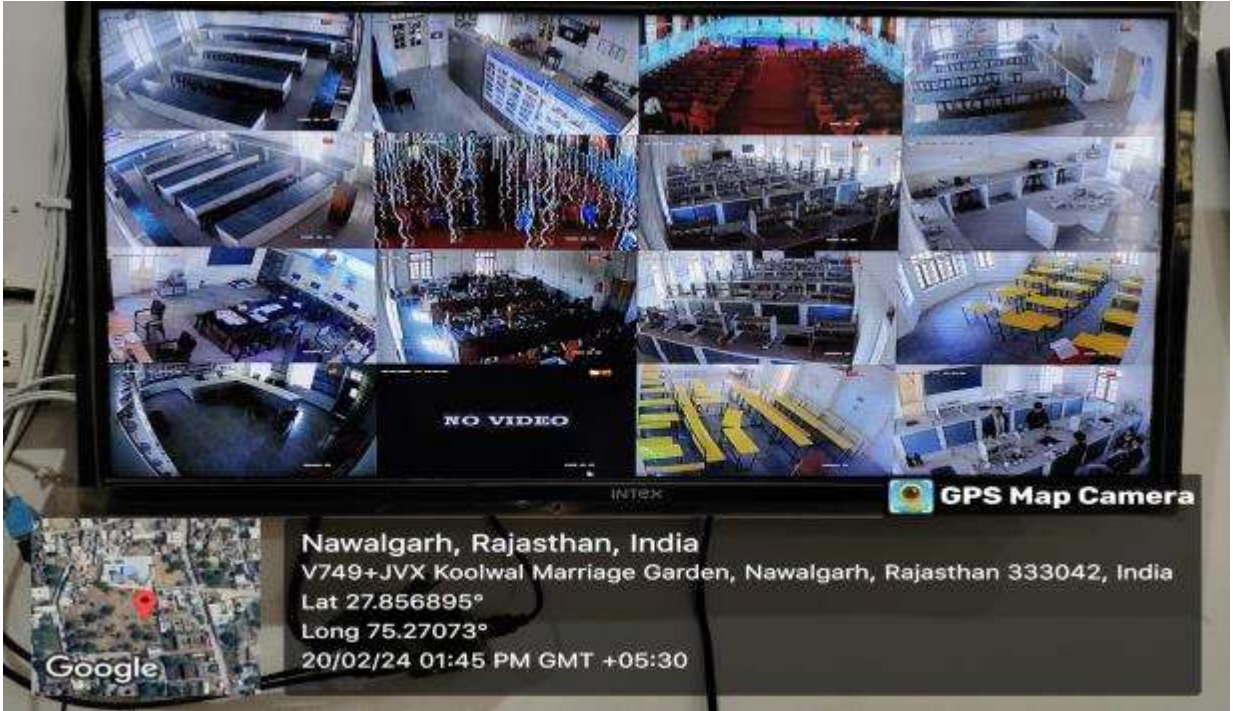 NO VIDEO
INTEX
GPS Map Camera
Nawalgarh, Rajasthan, India
V749+JVX Koolwal Marriage Garden, Nawalgarh, Rajasthan 333042, India
Lat 27.856895°
Long 75.27073°
20/02/24 01:45 PM GMT +05:30
Google